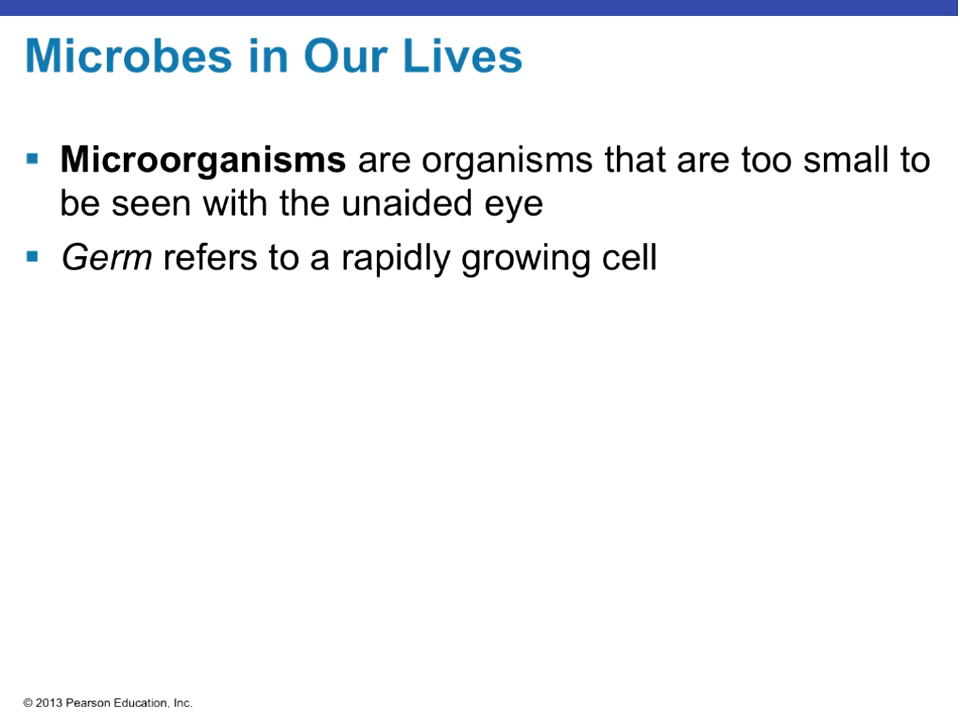 Microbes in Our Lives
▪ Microorganisms are organisms that are too small to
be seen with the unaided eye
▪ Germ refers to a rapidly growing cell
© 2013 Pearson Education, Inc.